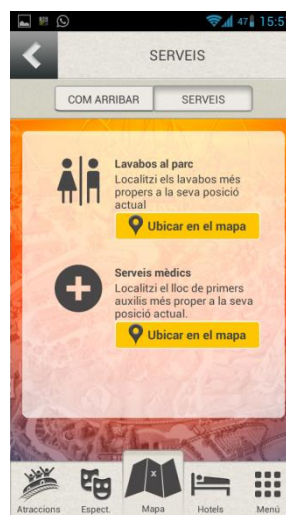 47 15:5
SERVEIS
COM ARRIBAR SERVEIS
Lavabos al parc
Localitzi els lavabos més
propers a la seva posició
actual
Ubicar en el mapa
Serveis mèdics
Localitzi el lloc de primers
auxilis més proper a la seva
posició actual.
Ubicar en el mapa
Atraccions Espect. Mapa Hotels Menú